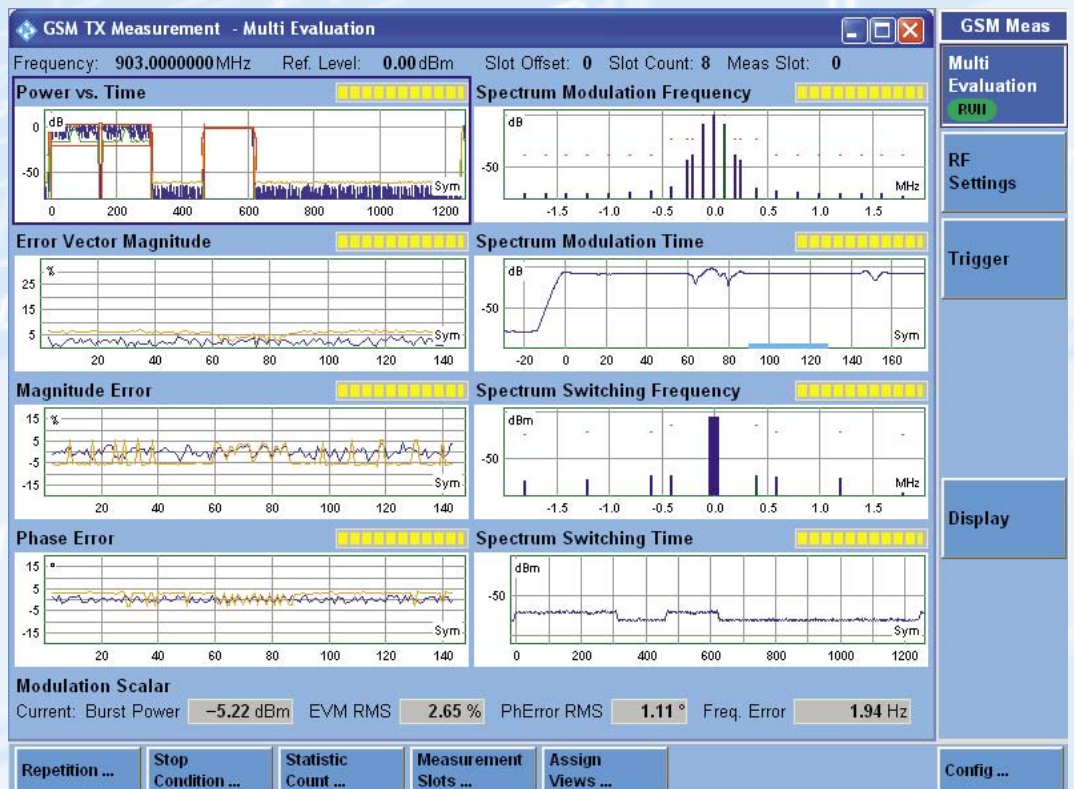 GSM TX Measurement - Multi Evaluation
Frequency: 903.0000000 MHz Ref. Level: 0.00 dBm Slot Offset: 0 Slot Count: 8 Meas Slot: 0
Power vs. Time
dB
0
-50
Sym
0 200 400 600 800 1000 1200
Spectrum Modulation Frequency
dB
-50
MHz
-1.5 -1.0 -0.5 0.0 0.5 1.0 1.5
Error Vector Magnitude
%
25
15
5
Sym
20 40 60 80 100 120 140
Spectrum Modulation Time
dB
-50
Sym
-20 0 20 40 60 80 100 120 140 160
Magnitude Error
15 %
5
-5
-15
Sym
20 40 60 80 100 120 140
Spectrum Switching Frequency
dBm
-50
MHz
-1.5 -1.0 -0.5 0.0 0.5 1.0 1.5
Phase Error
15 °
5
-5
-15
Sym
20 40 60 80 100 120 140
Spectrum Switching Time
dBm
-50
Sym
0 200 400 600 800 1000 1200
Modulation Scalar
Current: Burst Power -5.22 dBm EVM RMS 2.65 % PhError RMS 1.11 ° Freq. Error 1.94 Hz
GSM Meas
Multi
Evaluation
RUN
RF
Settings
Trigger
Display
Repetition ...
Stop
Condition ...
Statistic
Count ...
Measurement
Slots ...
Assign
Views ...
Config ...